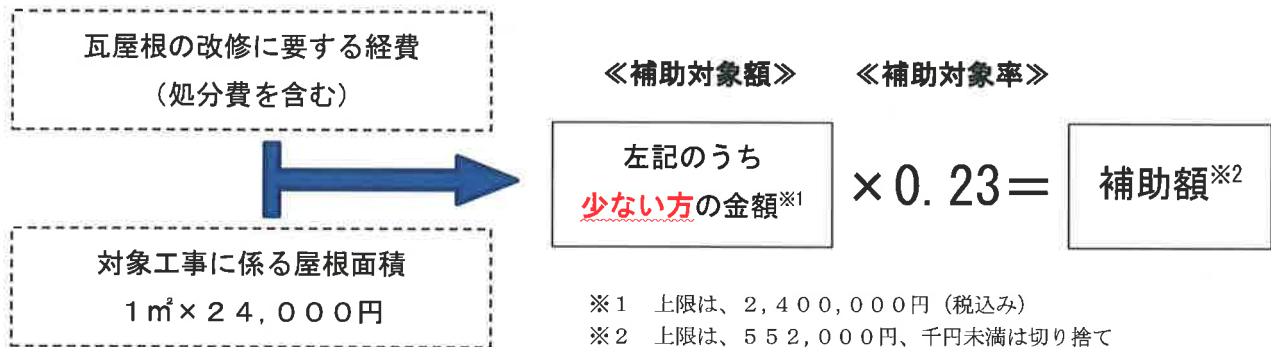 瓦屋根の改修に要する経費
（処分費を含む）
対象工事に係る屋根面積
１㎡×２４,０００円
≪補助対象額≫
左記のうち
少ない方の金額※1
≪補助対象率≫
×0.23＝
補助額※2
※１　上限は、２,４００,０００円（税込み）
※２　上限は、５５２,０００円、千円未満は切り捨て